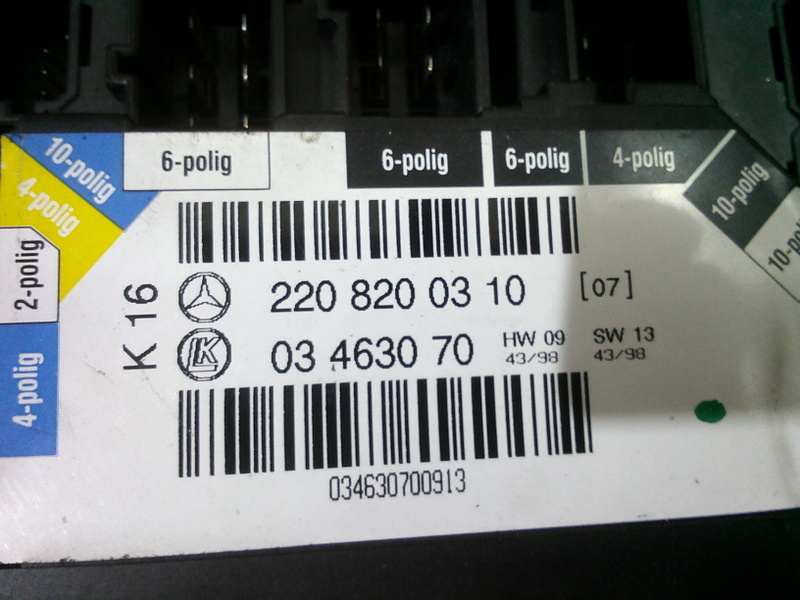 10-polig
6-polig
6-polig
6-polig
4-polig
10-polig
4-polig
2-polig
4-polig
K 16
220 820 03 10 [07]
LK
03 4630 70 HW 09 SW 13
43/98 43/98
034630700913
10-polig